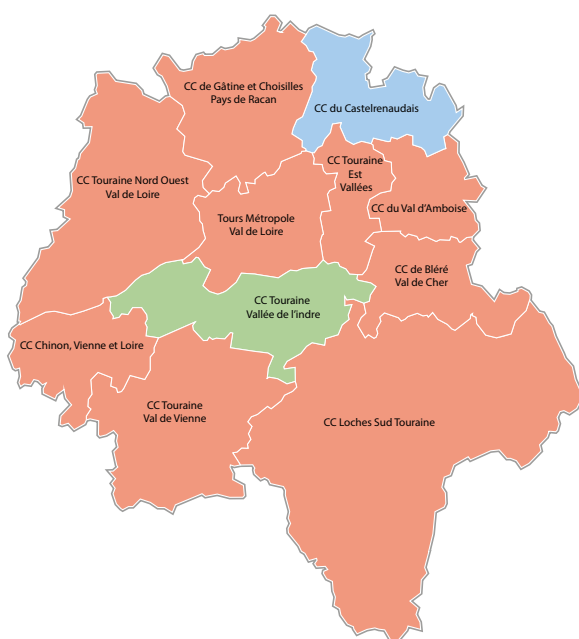 CC de Gâtine et Choisilles
Pays de Racan
CC du Castelrenaudais
CC Touraine
Est
Vallées
CC Touraine Nord Ouest
Val de Loire
CC du Val d’Amboise
Tours Métropole
Val de Loire
CC de Bléré
Val de Cher
CC Touraine
Vallée de l’indre
CC Chinon, Vienne et Loire
CC Touraine
Val de Vienne
CC Loches Sud Touraine